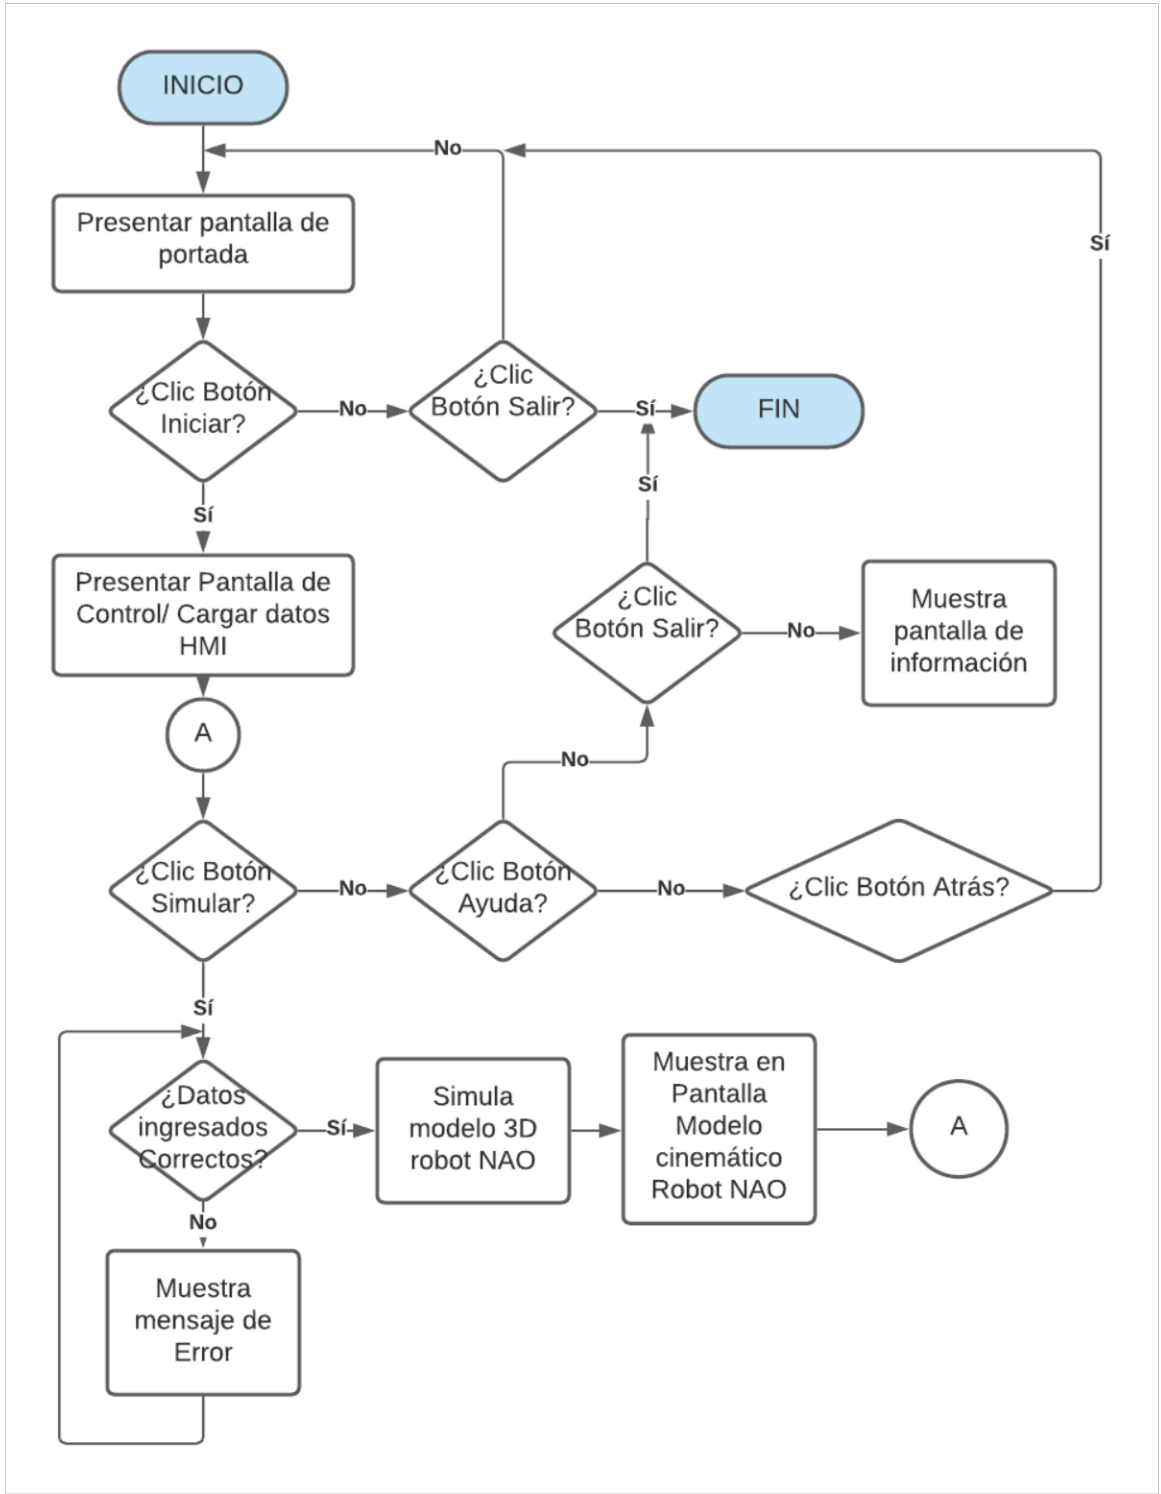 INICIO
No
Presentar pantalla de
portada
Sí
¿Clic Botón
Iniciar?
No
¿Clic
Botón Salir?
Sí
FIN
Sí
Sí
Presentar Pantalla de
Control/ Cargar datos
HMI
¿Clic
Botón Salir?
No
Muestra
pantalla de
información
A
No
¿Clic Botón
Simular?
No
¿Clic Botón
Ayuda?
No
¿Clic Botón Atrás?
Sí
¿Datos
ingresados
Correctos?
Sí
Simula
modelo 3D
robot NAO
Muestra en
Pantalla
Modelo
cinemático
Robot NAO
A
No
Muestra
mensaje de
Error